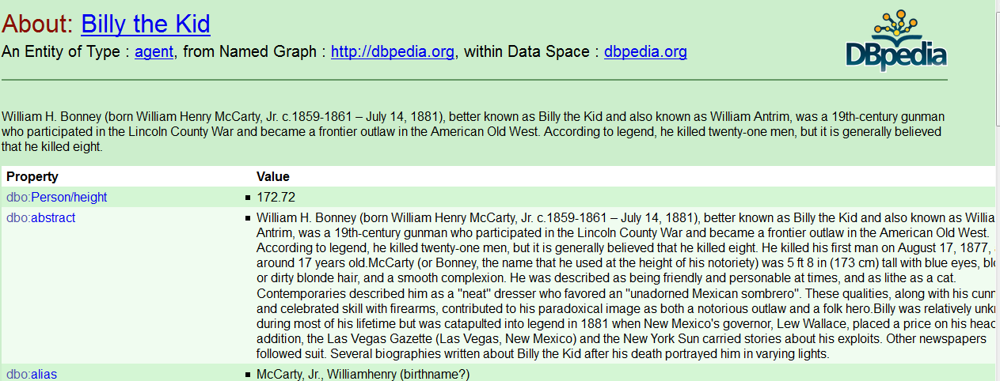 About: Billy the Kid
DBpedia
An Entity of Type : agent, from Named Graph : http://dbpedia.org, within Data Space : dbpedia.org
William H. Bonney (born William Henry McCarty, Jr. c.1859-1861 – July 14, 1881), better known as Billy the Kid and also known as William Antrim, was a 19th-century gunman
who participated in the Lincoln County War and became a frontier outlaw in the American Old West. According to legend, he killed twenty-one men, but it is generally believed
that he killed eight.
Property Value
dbo:Person/height ▪ 172.72
dbo:abstract ▪ William H. Bonney (born William Henry McCarty, Jr. c.1859-1861 – July 14, 1881), better known as Billy the Kid and also known as
Antrim, was a 19th-century gunman who participated in the Lincoln County War and became a frontier outlaw in the American Old West.
According to legend, he killed twenty-one men, but it is generally believed that he killed eight. He killed his first man on August 17, 1877,
around 17 years old.McCarty (or Bonney, the name that he used at the height of his notoriety) was 5 ft 8 in (173 cm) tall with blue eyes,
or dirty blonde hair, and a smooth complexion. He was described as being friendly and personable at times, and as lithe as a cat.
Contemporaries described him as a "neat" dresser who favored an "unadorned Mexican sombrero". These qualities, along with his
and celebrated skill with firearms, contributed to his paradoxical image as both a notorious outlaw and a folk hero.Billy was relatively
during most of his lifetime but was catapulted into legend in 1881 when New Mexico's governor, Lew Wallace, placed a price on his
addition, the Las Vegas Gazette (Las Vegas, New Mexico) and the New York Sun carried stories about his exploits. Other newspapers
followed suit. Several biographies written about Billy the Kid after his death portrayed him in varying lights.
dbo:alias ▪ McCarty, Jr., Williamhenry (birthname?)